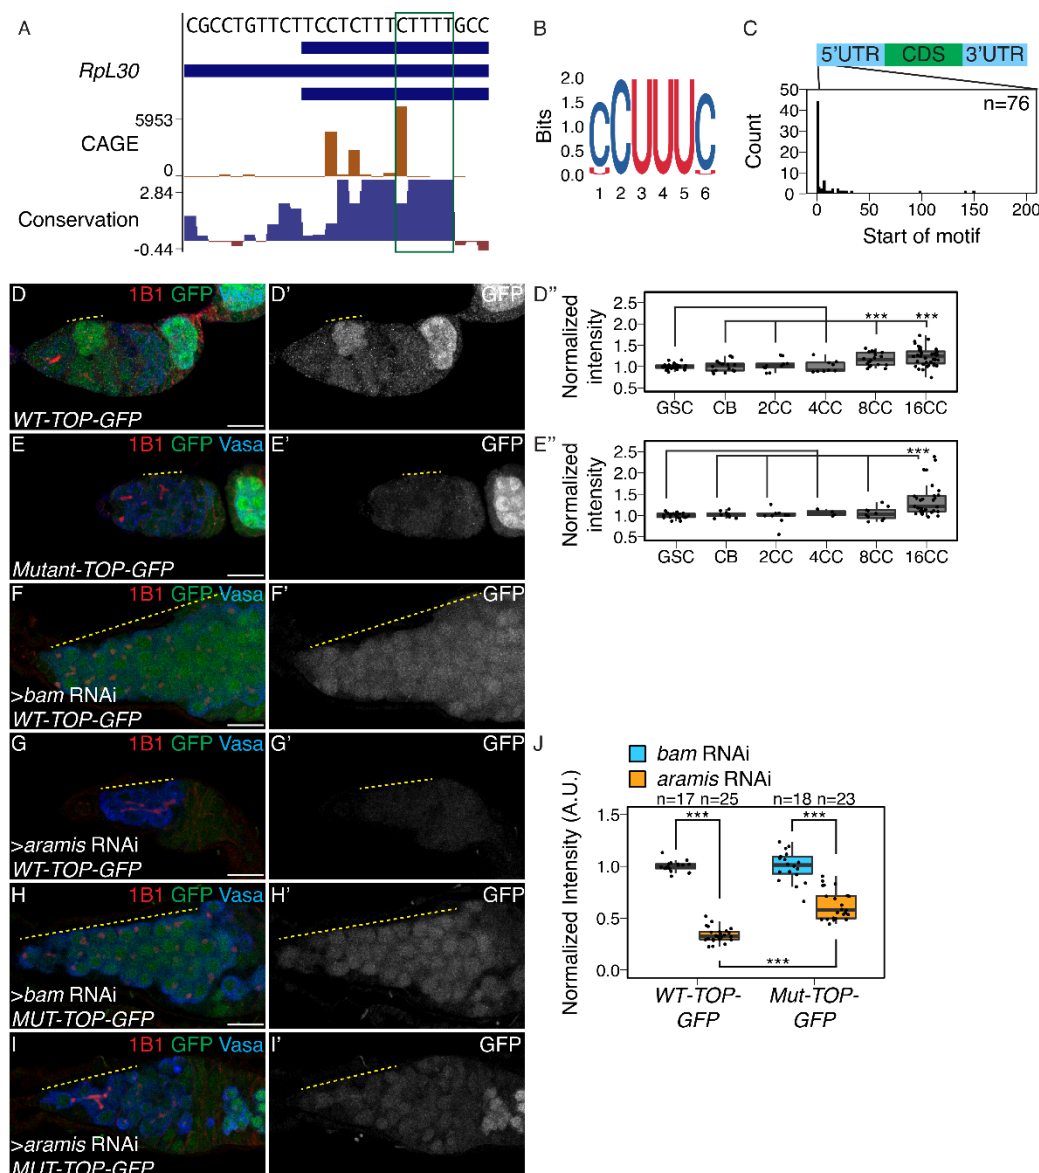 A
CGCCTGTTCTTCCTCTTTCTTTTGCC
RpL30
5953
CAGE
0
2.84
Conservation
-0.44
B
Bits
2.0
1.5
1.0
0.5
0.0
CCUUUC
1 2 3 4 5 6
C
5'UTR CDS 3'UTR
n=76
Count
50
40
30
20
10
0
0 50 100 150 200
Start of motif
D
1B1 GFP Vasa
WT-TOP-GFP
D'
GFP
D''
Normalized
intensity
2.5
2.0
1.5
1.0
0.5
*** ***
GSC CB 2CC 4CC 8CC 16CC
E
1B1 GFP Vasa
Mutant-TOP-GFP
E'
GFP
E''
Normalized
intensity
2.5
2.0
1.5
1.0
0.5
***
GSC CB 2CC 4CC 8CC 16CC
F
1B1 GFP Vasa
>bam RNAi
WT-TOP-GFP
F'
GFP
G
1B1 GFP Vasa
>aramis RNAi
WT-TOP-GFP
G'
GFP
H
1B1 GFP Vasa
>bam RNAi
MUT-TOP-GFP
H'
GFP
I
1B1 GFP Vasa
>aramis RNAi
MUT-TOP-GFP
I'
GFP
J
bam RNAi
aramis RNAi
Normalized Intensity (A.U.)
n=17 n=25 n=18 n=23
1.5
1.0
0.5
0.0
*** ***
***
WT-TOP-
GFP
Mut-TOP-
GFP